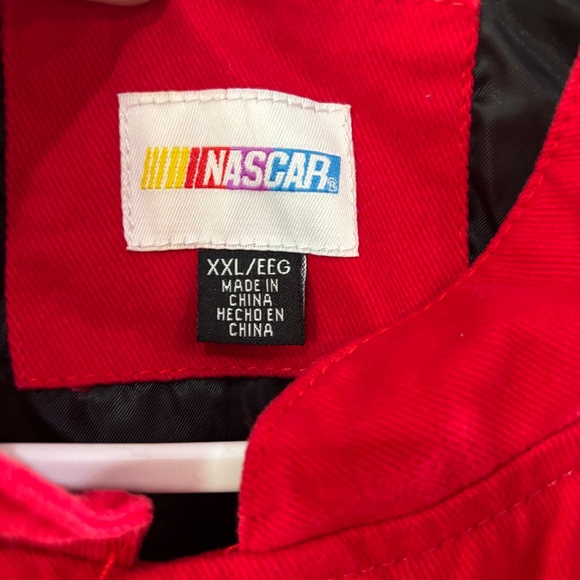 NASCAR®
XXL/EEG
MADE IN
CHINA
HECHO EN
CHINA